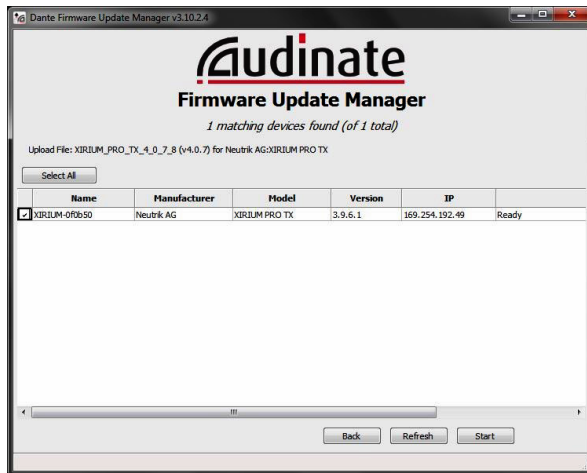 Dante Firmware Update Manager v3.10.2.4
Audinate
Firmware Update Manager
1 matching devices found (of 1 total)
Upload File: XIRIUM_PRO_TX_4_0_7_8 (v4.0.7) for Neutrik AG:XIRIUM PRO TX
Select All
Name Manufacturer Model Version IP
XIRIUM-0f0b50 Neutrik AG XIRIUM PRO TX 3.9.6.1 169.254.192.49 Ready
Back Refresh Start